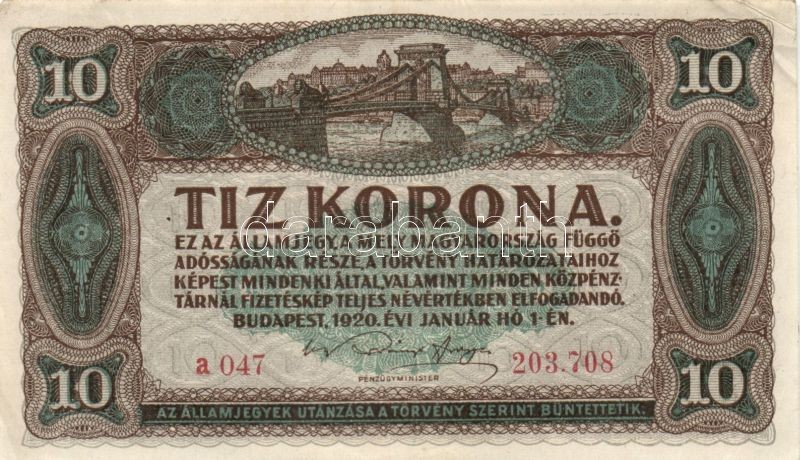 10 10
TIZ KORONA.
EZ AZ ÁLLAMJEGY, A MELY MAGYARORSZÁG FÜGGŐ
ADÓSSÁGÁNAK RÉSZE, A TÖRVÉNY HATÁROZATAIHOZ
KÉPEST MINDENKI ÁLTAL, VALAMINT MINDEN KÖZPÉNZ-
TÁRNÁL FIZETÉSKÉP TELJES NÉVÉRTÉKBEN ELFOGADANDÓ.
BUDAPEST, 1920. ÉVI JANUÁR HÓ 1-ÉN.
a 047 203.708
PÉNZÜGYMINISTER
10 10
AZ ÁLLAMJEGYEK UTÁNZÁSA A TÖRVÉNY SZERINT BÜNTETTETIK.
darabanth